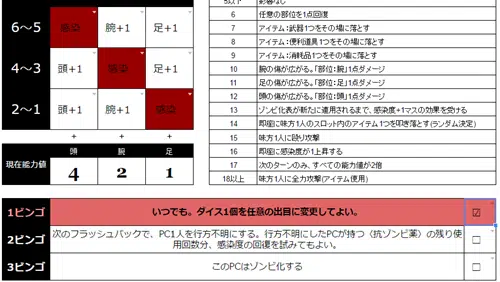 5以下 影響なし
6 任意の部位を1点回復
7 アイテム:武器1つをその場に落とす
8 アイテム:便利道具1つをその場に落とす
9 アイテム:消耗品1つをその場に落とす
10 腕の傷が広がる。「部位:腕」1点ダメージ
11 足の傷が広がる。「部位:足」1点ダメージ
12 頭の傷が広がる。「部位:頭」1点ダメージ
13 ゾンビ化表が新たに適用されるまで、感染度+1マスの効果を受ける
14 即座に味方1人のスロット内のアイテム1つを叩き落とす(ランダム決定)
15 味方1人に殴り攻撃
16 即座に感染度が1上昇する
17 次のターンのみ、すべての能力値が2倍
18以上 味方1人に全力攻撃(アイテム使用)
6～5 感染 腕+1 足+1
4～3 頭+1 感染 足+1
2～1 頭+1 腕+1 感染
+ + +
頭 腕 足
現在能力値 4 2 1
1ビンゴ いつでも。ダイス1個を任意の出目に変更してよい。 ☑
2ビンゴ 次のフラッシュバックで、PC1人を行方不明にする。行方不明にしたPCが持つ〈抗ゾンビ薬〉の残り使
用回数分、感染度の回復を試みてもよい。 ☐
3ビンゴ このPCはゾンビ化する ☐